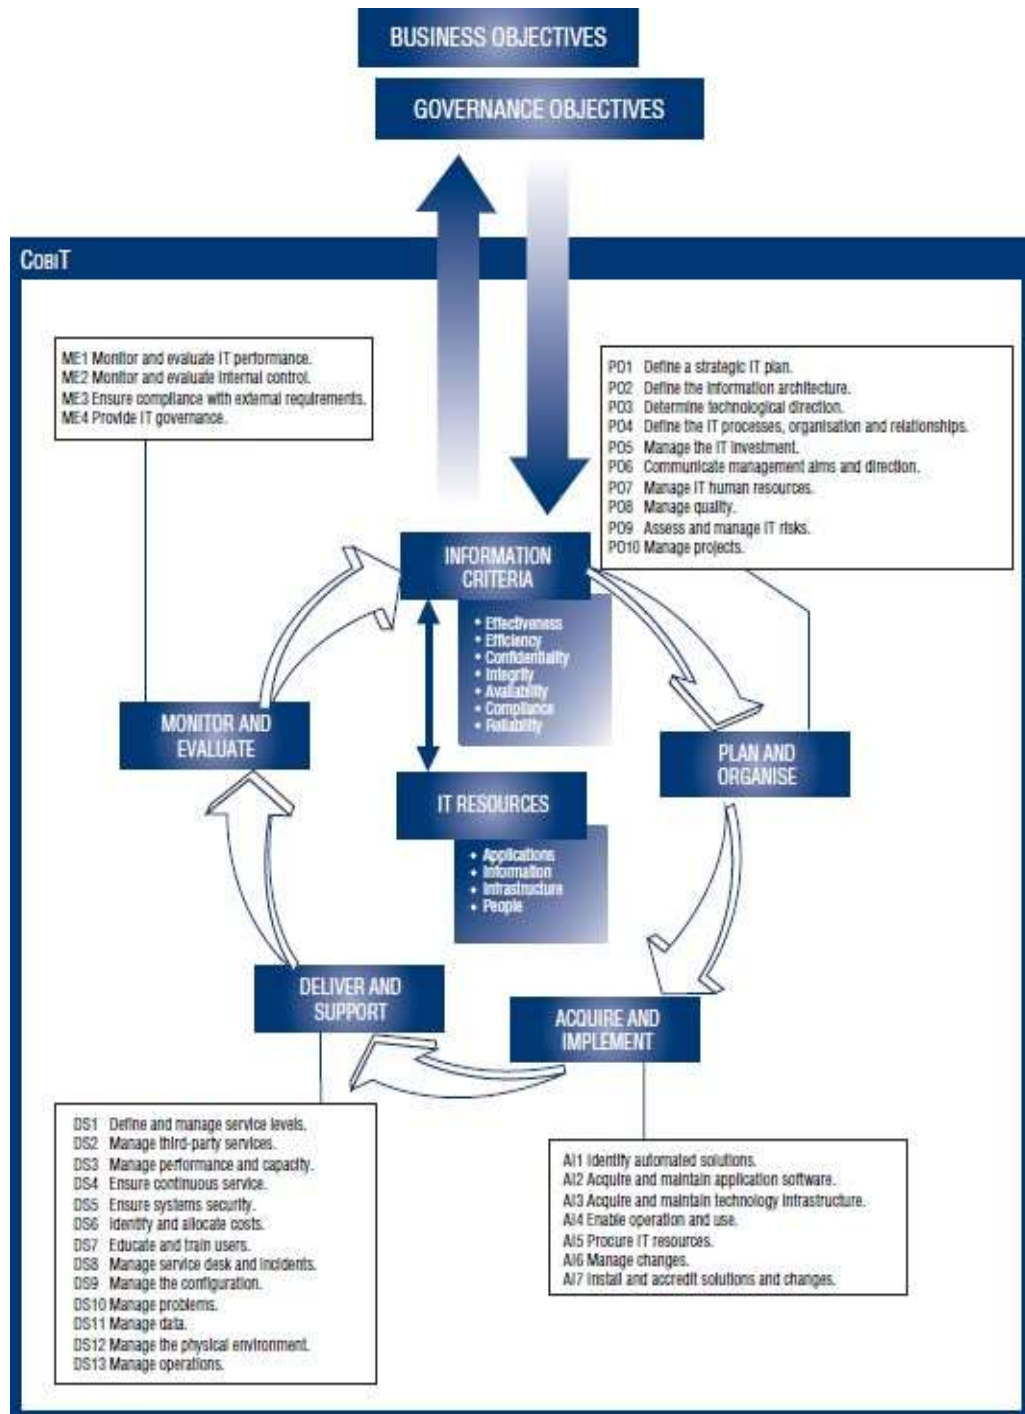 BUSINESS OBJECTIVES
GOVERNANCE OBJECTIVES
COBIT
ME1 Monitor and evaluate IT performance.
ME2 Monitor and evaluate internal control.
ME3 Ensure compliance with external requirements.
ME4 Provide IT governance.
PO1 Define a strategic IT plan.
PO2 Define the information architecture.
PO3 Determine technological direction.
PO4 Define the IT processes, organisation and relationships.
PO5 Manage the IT investment.
PO6 Communicate management aims and direction.
PO7 Manage IT human resources.
PO8 Manage quality.
PO9 Assess and manage IT risks.
PO10 Manage projects.
INFORMATION
CRITERIA
• Effectiveness
• Efficiency
• Confidentiality
• Integrity
• Availability
• Compliance
• Reliability
MONITOR AND
EVALUATE
PLAN AND
ORGANISE
IT RESOURCES
• Applications
• Information
• Infrastructure
• People
DELIVER AND
SUPPORT
ACQUIRE AND
IMPLEMENT
DS1 Define and manage service levels.
DS2 Manage third-party services.
DS3 Manage performance and capacity.
DS4 Ensure continuous service.
DS5 Ensure systems security.
DS6 Identify and allocate costs.
DS7 Educate and train users.
DS8 Manage service desk and incidents.
DS9 Manage the configuration.
DS10 Manage problems.
DS11 Manage data.
DS12 Manage the physical environment.
DS13 Manage operations.
AI1 Identify automated solutions.
AI2 Acquire and maintain application software.
AI3 Acquire and maintain technology infrastructure.
AI4 Enable operation and use.
AI5 Procure IT resources.
AI6 Manage changes.
AI7 Install and accredit solutions and changes.